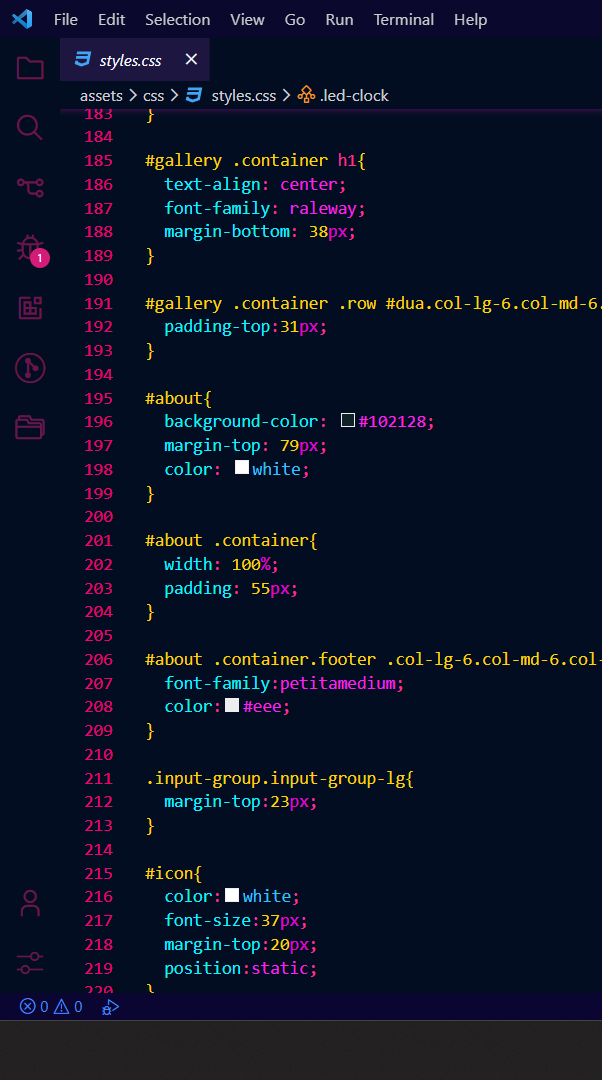 File Edit Selection View Go Run Terminal Help
styles.css
assets > css > styles.css > .led-clock
183 }
184
185 #gallery .container h1{
186 text-align: center;
187 font-family: raleway;
188 margin-bottom: 38px;
189 }
190
191 #gallery .container .row #dua.col-lg-6.col-md-6.
192 padding-top:31px;
193 }
194
195 #about{
196 background-color: #102128;
197 margin-top: 79px;
198 color: white;
199 }
200
201 #about .container{
202 width: 100%;
203 padding: 55px;
204 }
205
206 #about .container.footer .col-lg-6.col-md-6.col-
207 font-family:petitamedium;
208 color:#eee;
209 }
210
211 .input-group.input-group-lg{
212 margin-top:23px;
213 }
214
215 #icon{
216 color:white;
217 font-size:37px;
218 margin-top:20px;
219 position:static;
220 }
1
0 0